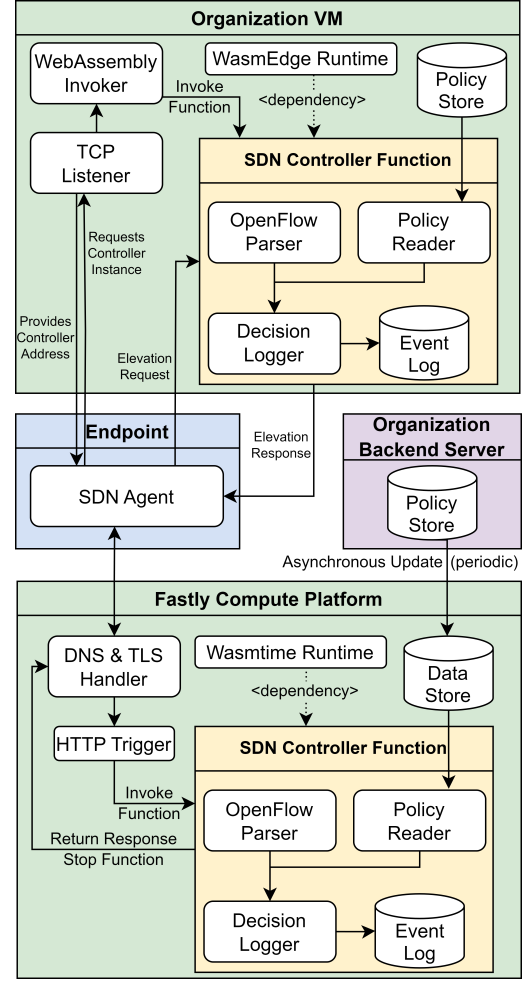 Organization VM
WebAssembly
Invoker
WasmEdge Runtime
Policy
Store
Invoke
Function
<dependency>
TCP
Listener
SDN Controller Function
OpenFlow
Parser
Policy
Reader
Requests
Controller
Instance
Provides
Controller
Address
Elevation
Request
Decision
Logger
Event
Log
Endpoint
SDN Agent
Elevation
Response
Organization
Backend Server
Policy
Store
Asynchronous Update (periodic)
Fastly Compute Platform
DNS & TLS
Handler
Wasmtime Runtime
<dependency>
Data
Store
HTTP Trigger
SDN Controller Function
Invoke
Function
OpenFlow
Parser
Policy
Reader
Return Response
Stop Function
Decision
Logger
Event
Log